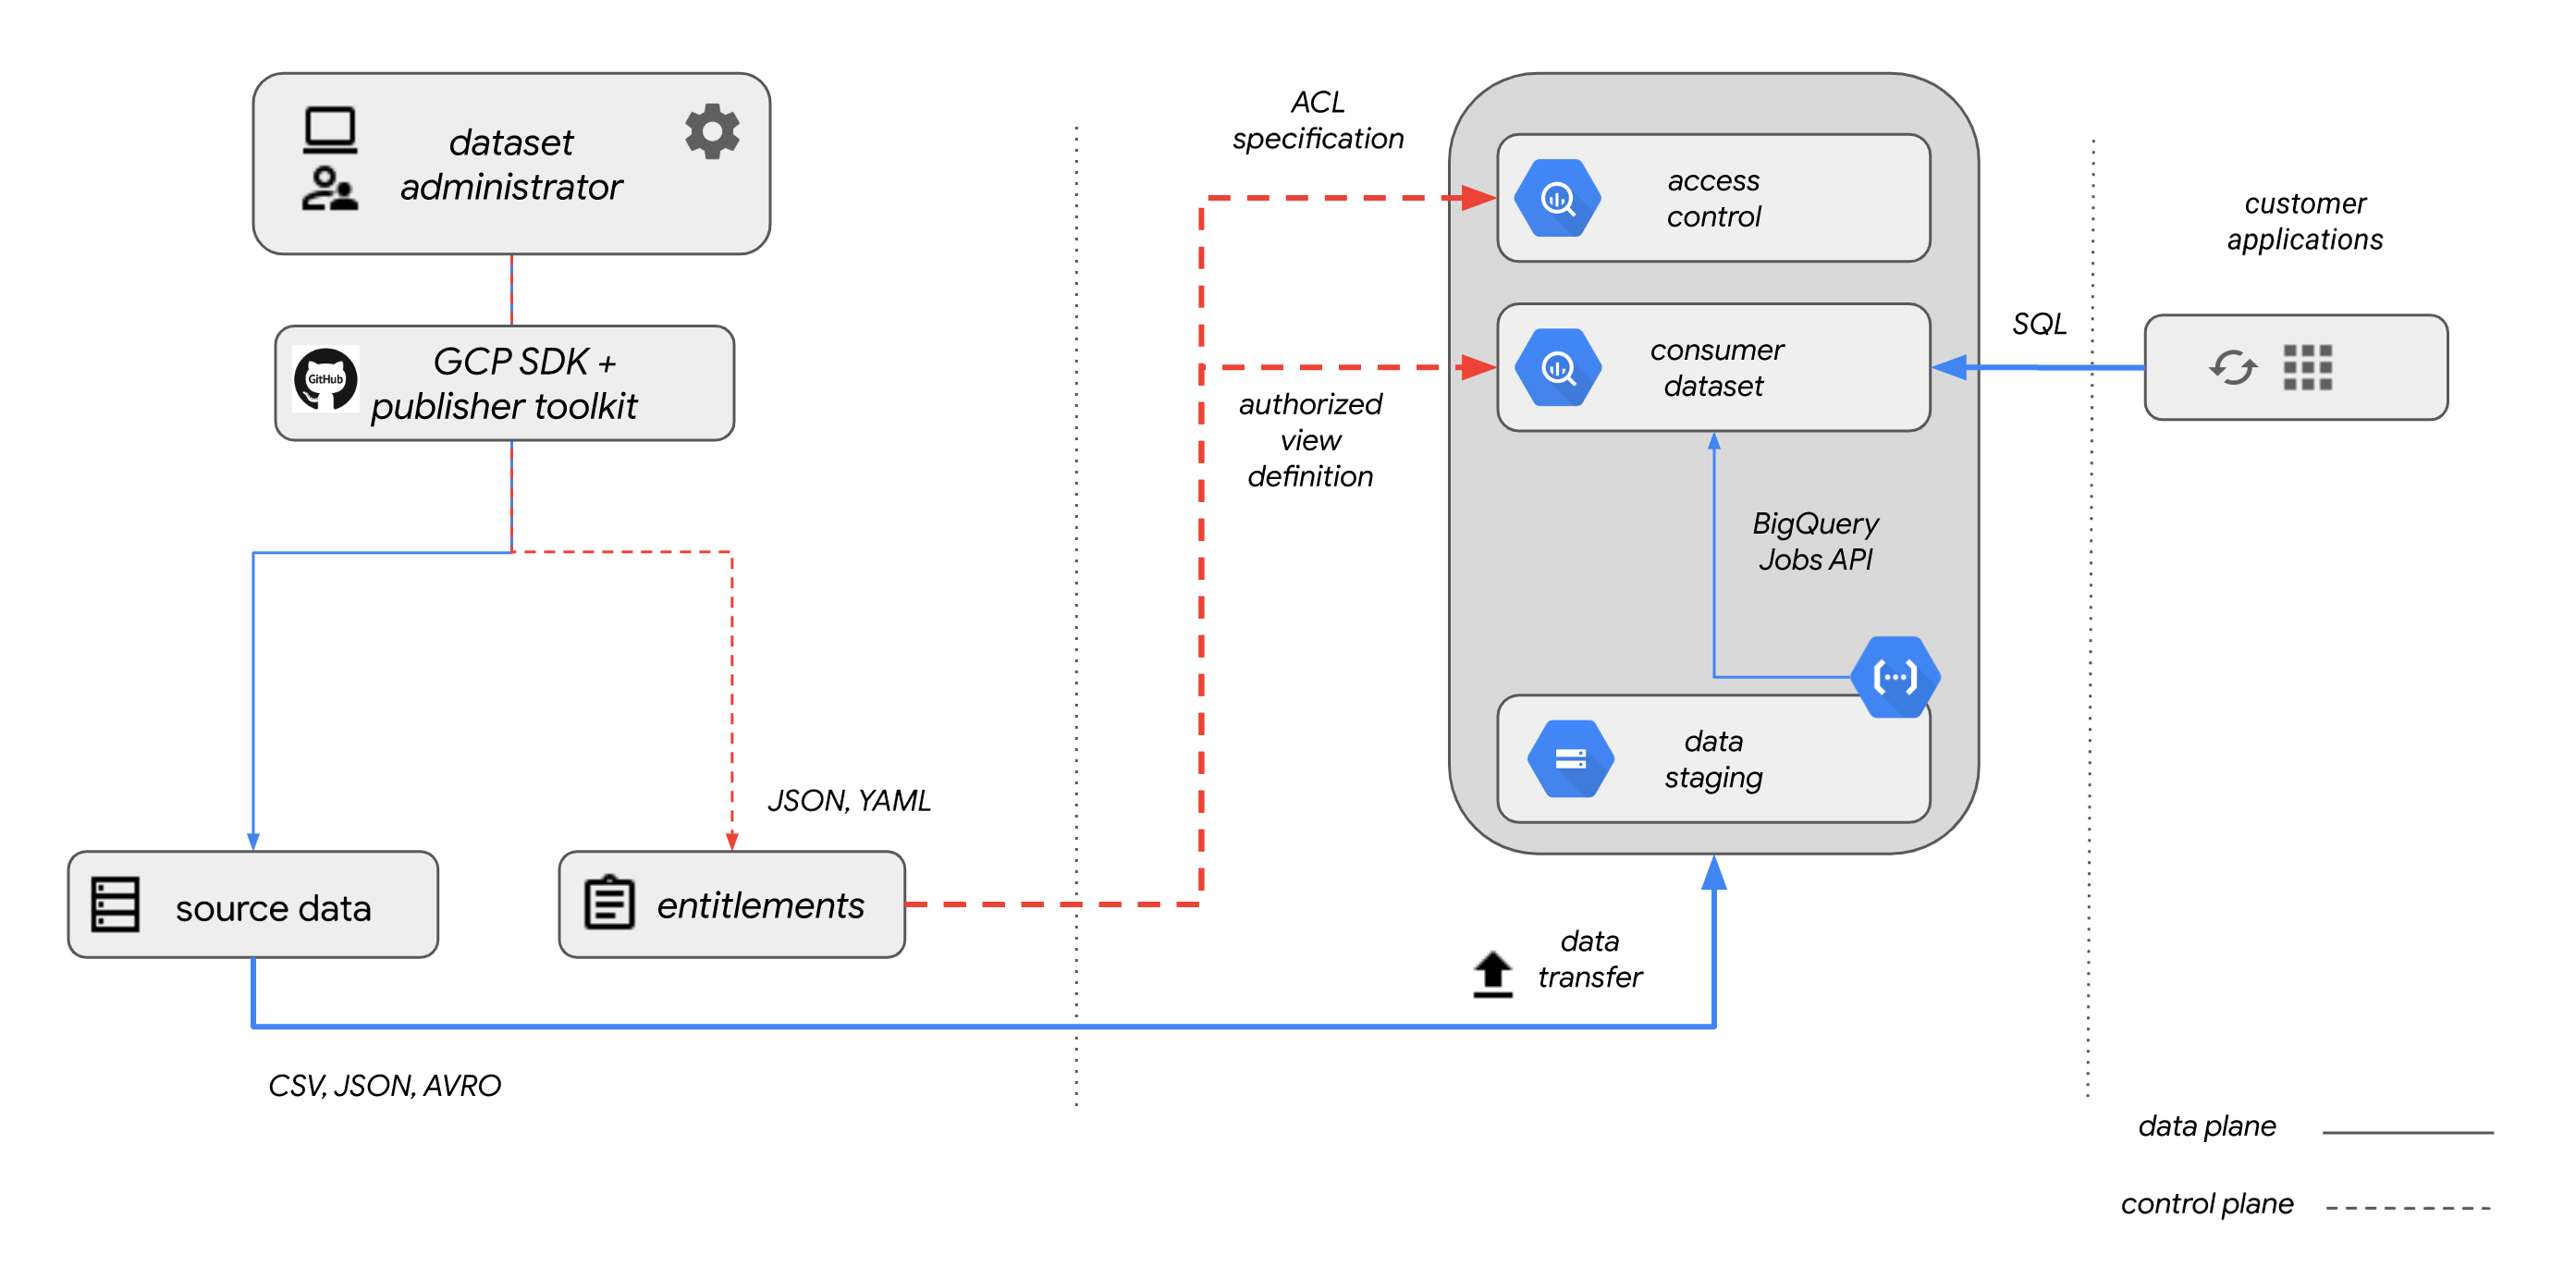 dataset
administrator
GitHub
GCP SDK +
publisher toolkit
JSON, YAML
source data
entitlements
CSV, JSON, AVRO
ACL
specification
authorized
view
definition
access
control
consumer
dataset
BigQuery
Jobs API
data
staging
data
transfer
SQL
customer
applications
data plane
control plane